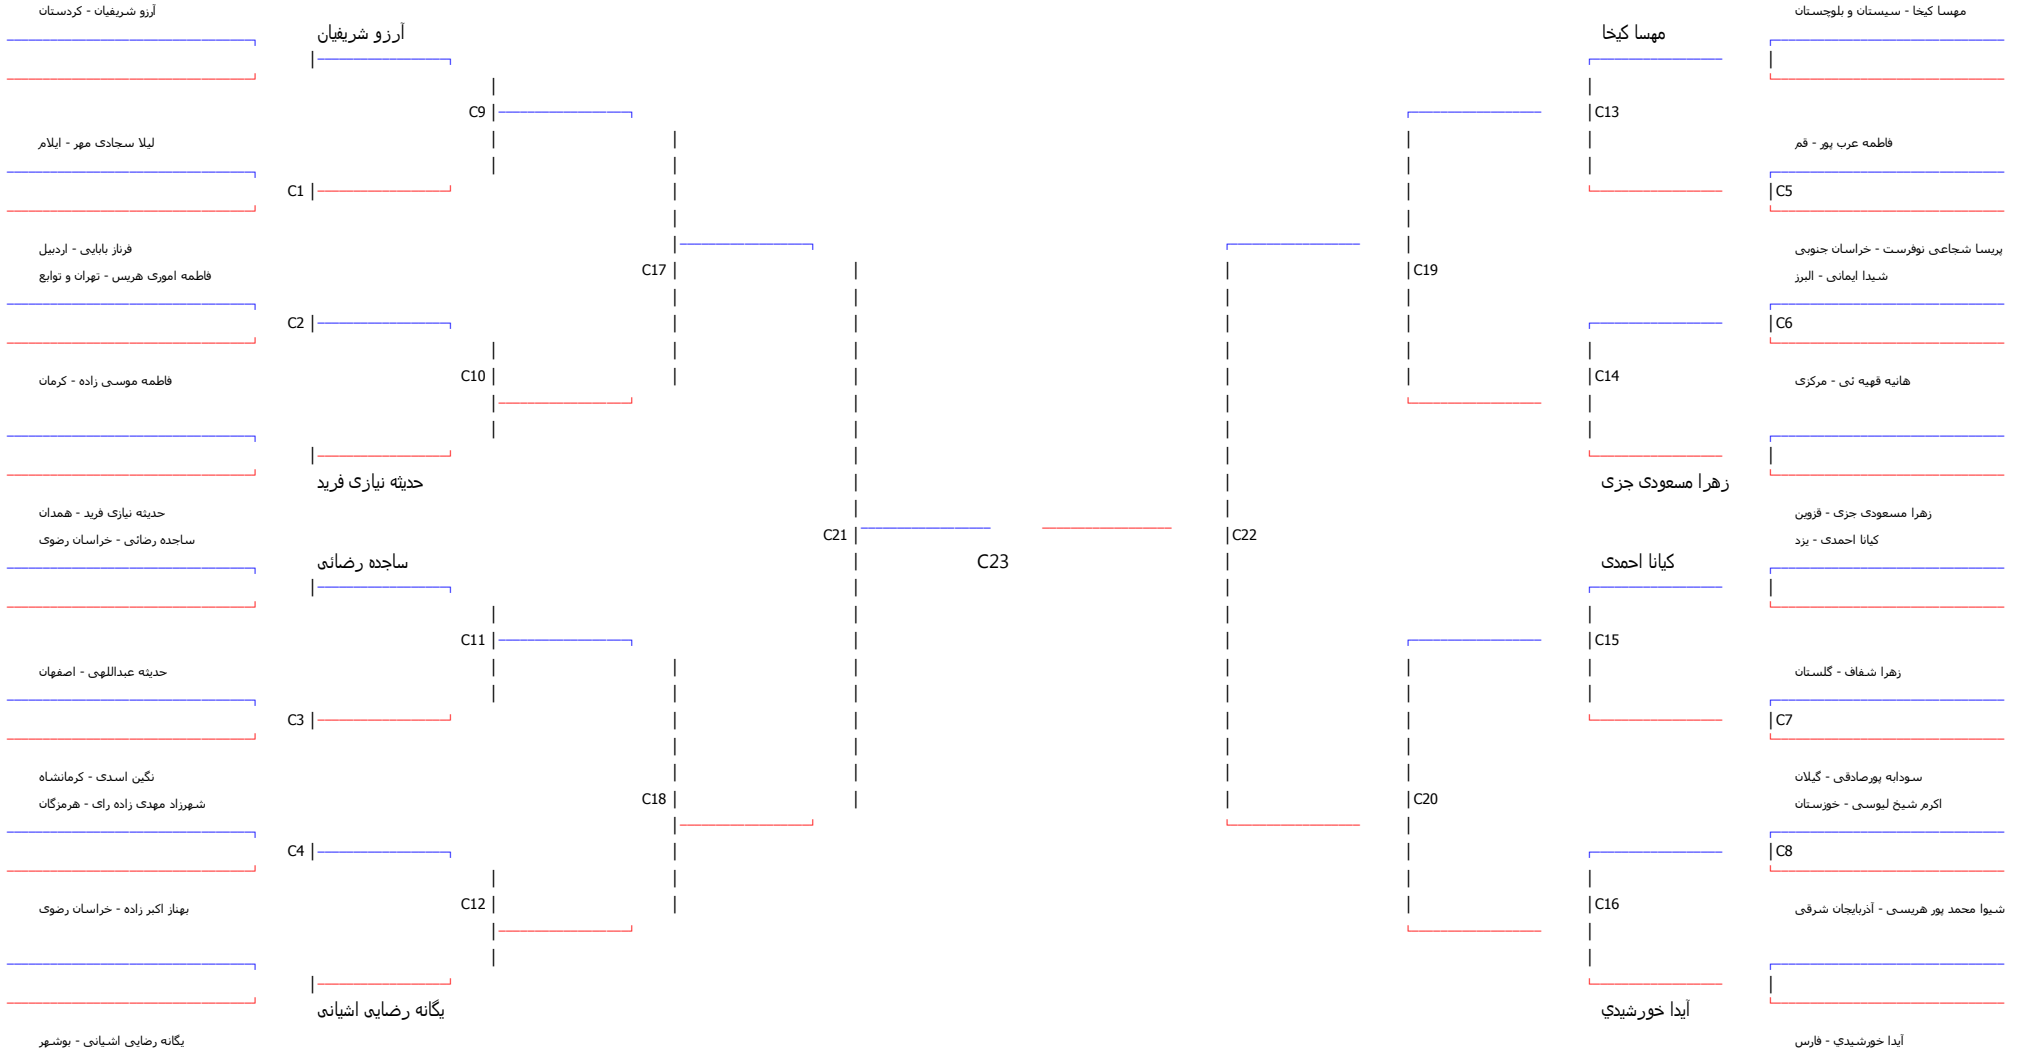 آرزو شریفیان - کردستان
مهسا کیخا - سیستان و بلوچستان
آرزو شریفیان
مهسا کیخا
C9
C13
لیلا سجادی مهر - ایلام
فاطمه عرب پور - قم
C1
C5
فرناز بابایی - اردبیل
پریسا شجاعی نوفرست - خراسان جنوبی
C17
C19
فاطمه اموری هریس - تهران و توابع
شیدا ایمانی - البرز
C2
C6
C10
C14
فاطمه موسی زاده - کرمان
هانیه قهیه ئی - مرکزی
حدیثه نیازی فرید
زهرا مسعودی جزی
حدیثه نیازی فرید - همدان
زهرا مسعودی جزی - قزوین
C21
C22
ساجده رضائی - خراسان رضوی
کیانا احمدی - یزد
ساجده رضائی
C23
کیانا احمدی
C11
C15
حدیثه عبداللهی - اصفهان
زهرا شفاف - گلستان
C3
C7
نگین اسدی - کرمانشاه
سودابه پورصادقی - گیلان
C18
C20
شهرزاد مهدی زاده رای - هرمزگان
اکرم شیخ لیوسی - خوزستان
C4
C8
C12
C16
بهناز اکبر زاده - خراسان رضوی
شیوا محمد پور هریسی - آذربایجان شرقی
یگانه رضایی اشیانی
آیدا خورشیدي
یگانه رضایی اشیانی - بوشهر
آیدا خورشیدي - فارس